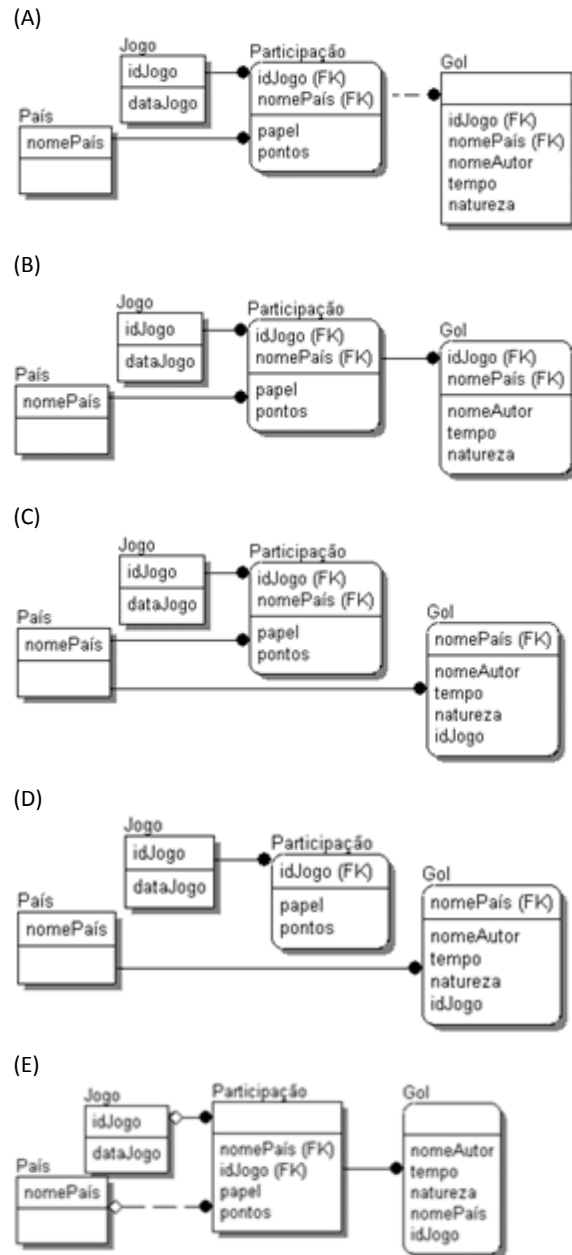 (A)
Jogo
idJogo
dataJogo
Participação
idJogo (FK)
nomePaís (FK)
papel
pontos
Gol
idJogo (FK)
nomePaís (FK)
nomeAutor
tempo
natureza
País
nomePaís
(B)
Jogo
idJogo
dataJogo
Participação
idJogo (FK)
nomePaís (FK)
papel
pontos
Gol
idJogo (FK)
nomePaís (FK)
nomeAutor
tempo
natureza
País
nomePaís
(C)
Jogo
idJogo
dataJogo
Participação
idJogo (FK)
nomePaís (FK)
papel
pontos
Gol
nomePaís (FK)
nomeAutor
tempo
natureza
idJogo
País
nomePaís
(D)
Jogo
idJogo
dataJogo
Participação
idJogo (FK)
papel
pontos
Gol
nomePaís (FK)
nomeAutor
tempo
natureza
idJogo
País
nomePaís
(E)
Jogo
idJogo
dataJogo
Participação
nomePaís (FK)
idJogo (FK)
papel
pontos
Gol
nomeAutor
tempo
natureza
nomePaís
idJogo
País
nomePaís